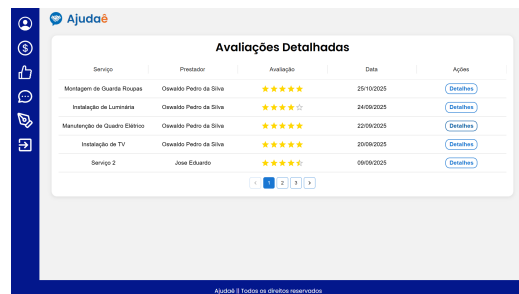 Ajudaê
Avaliações Detalhadas
Serviço Prestador Avaliação Data Ações
Montagem de Guarda Roupas Oswaldo Pedro da Silva 25/10/2025 Detalhes
Instalação de Luminária Oswaldo Pedro da Silva 24/09/2025 Detalhes
Manutenção de Quadro Elétrico Oswaldo Pedro da Silva 22/09/2025 Detalhes
Instalação de TV Oswaldo Pedro da Silva 20/09/2025 Detalhes
Serviço 2 Jose Eduardo 09/09/2025 Detalhes
< 1 2 3 >
Ajudaê || Todos os direitos reservados